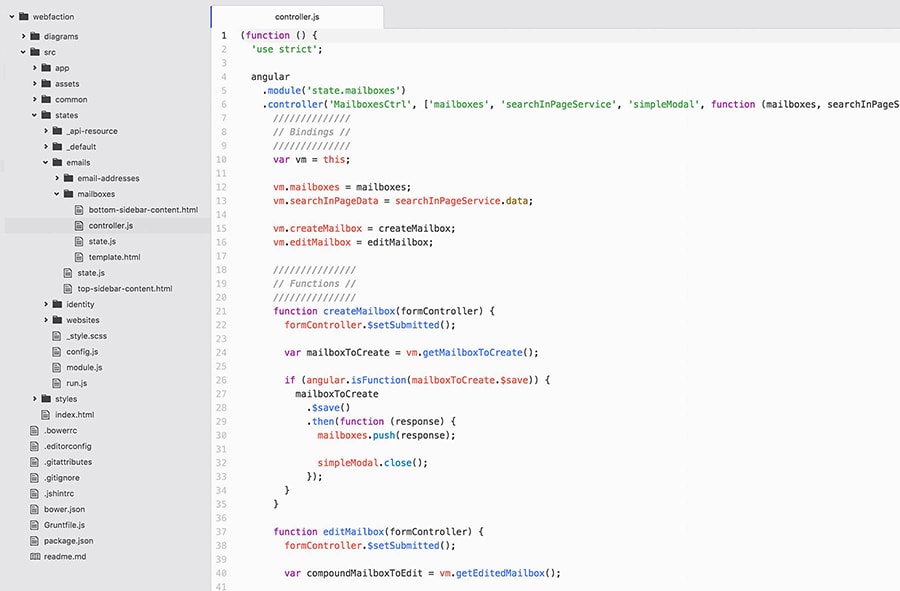 webfaction
diagrams
src
app
assets
common
states
_api-resource
_default
emails
email-addresses
mailboxes
bottom-sidebar-content.html
controller.js
state.js
template.html
state.js
top-sidebar-content.html
identity
websites
_style.scss
config.js
module.js
run.js
styles
index.html
.bowerrc
.editorconfig
.gitattributes
.gitignore
.jshintrc
bower.json
Gruntfile.js
package.json
readme.md
controller.js
1 (function () {
2 'use strict';
3
4 angular
5 .module('state.mailboxes')
6 .controller('MailboxesCtrl', ['mailboxes', 'searchInPageService', 'simpleModal', function (mailboxes, searchInPageS
7 //////////////
8 // Bindings //
9 //////////////
10 var vm = this;
11
12 vm.mailboxes = mailboxes;
13 vm.searchInPageData = searchInPageService.data;
14
15 vm.createMailbox = createMailbox;
16 vm.editMailbox = editMailbox;
17
18 ///////////////
19 // Functions //
20 ///////////////
21 function createMailbox(formController) {
22 formController.$setSubmitted();
23
24 var mailboxToCreate = vm.getMailboxToCreate();
25
26 if (angular.isFunction(mailboxToCreate.$save)) {
27 mailboxToCreate
28 .$save()
29 .then(function (response) {
30 mailboxes.push(response);
31
32 simpleModal.close();
33 });
34 }
35 }
36
37 function editMailbox(formController) {
38 formController.$setSubmitted();
39
40 var compoundMailboxToEdit = vm.getEditedMailbox();
41